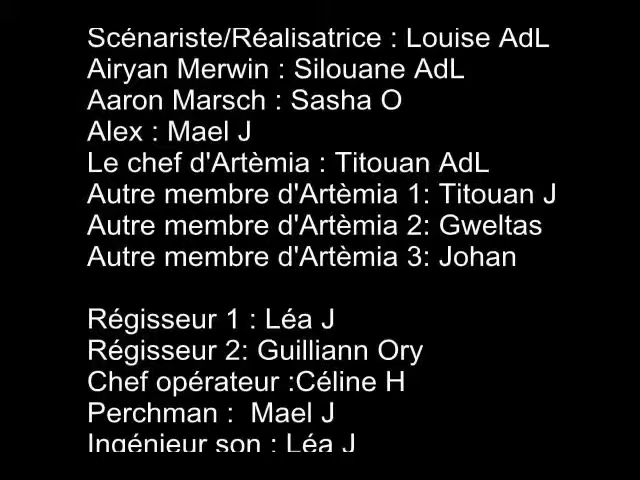 Scénariste/Réalisatrice : Louise AdL
Airyan Merwin : Silouane AdL
Aaron Marsch : Sasha O
Alex : Mael J
Le chef d'Artèmia : Titouan AdL
Autre membre d'Artèmia 1: Titouan J
Autre membre d'Artèmia 2: Gweltas
Autre membre d'Artèmia 3: Johan
Régisseur 1 : Léa J
Régisseur 2: Guilliann Ory
Chef opérateur :Céline H
Perchman :  Mael J
Ingénieur son : Léa J